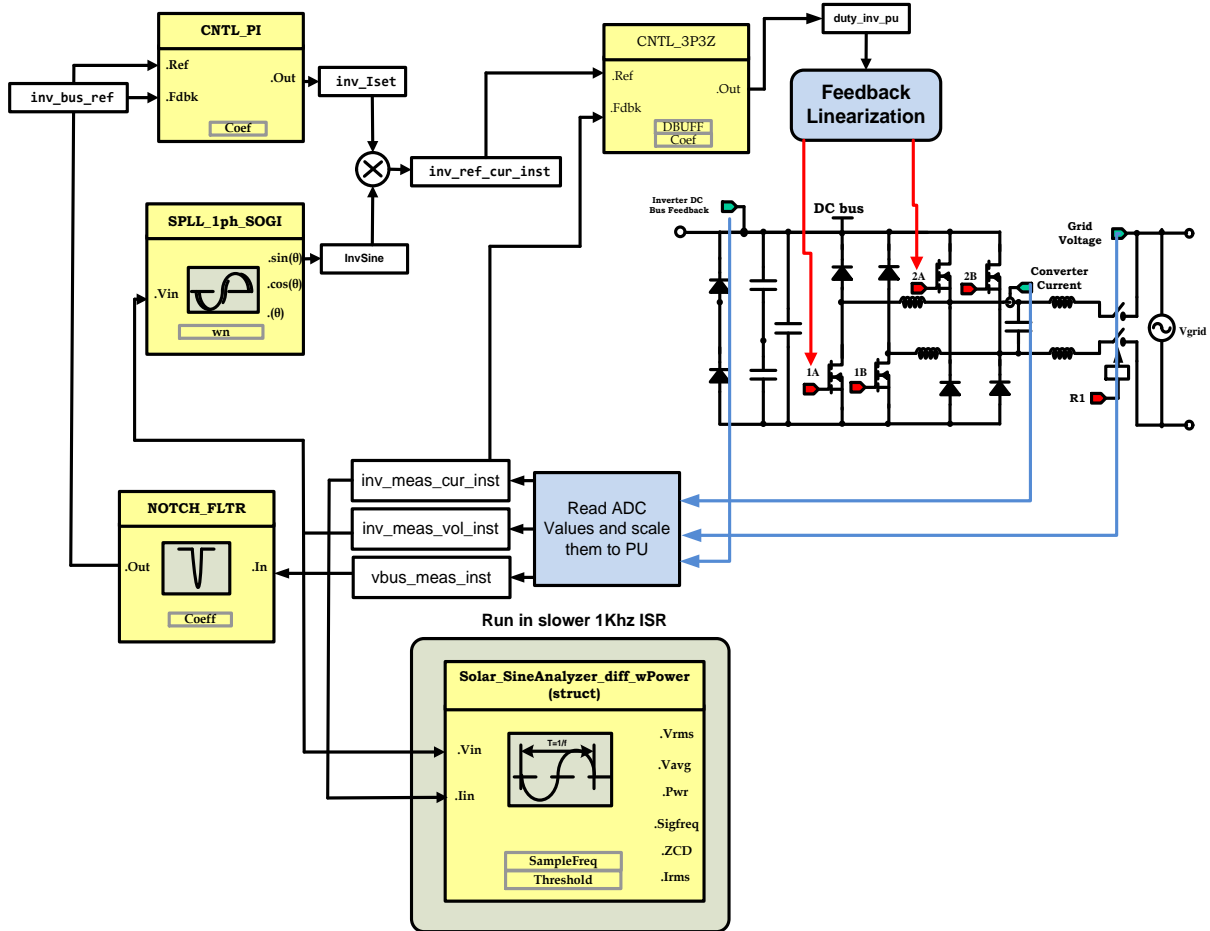 CNTL_PI
.Ref
.Out
.Fdbk
Coef
inv_bus_ref
inv_Iset
inv_ref_cur_inst
SPLL_1ph_SOGI
.sin(θ)
.cos(θ)
.Vin
.(θ)
wn
InvSine
CNTL_3P3Z
.Ref
.Out
.Fdbk
DBUFF
Coef
duty_inv_pu
Feedback
Linearization
Inverter DC
Bus Feedback
DC bus
Grid
Voltage
2A
2B
Converter
Current
Vgrid
1A
1B
R1
inv_meas_cur_inst
inv_meas_vol_inst
vbus_meas_inst
Read ADC
Values and scale
them to PU
NOTCH_FLTR
.Out
.In
Coeff
Run in slower 1Khz ISR
Solar_SineAnalyzer_diff_wPower
(struct)
T=1/f
.Vin
.Iin
.Vrms
.Vavg
.Pwr
.Sigfreq
.ZCD
.Irms
SampleFreq
Threshold